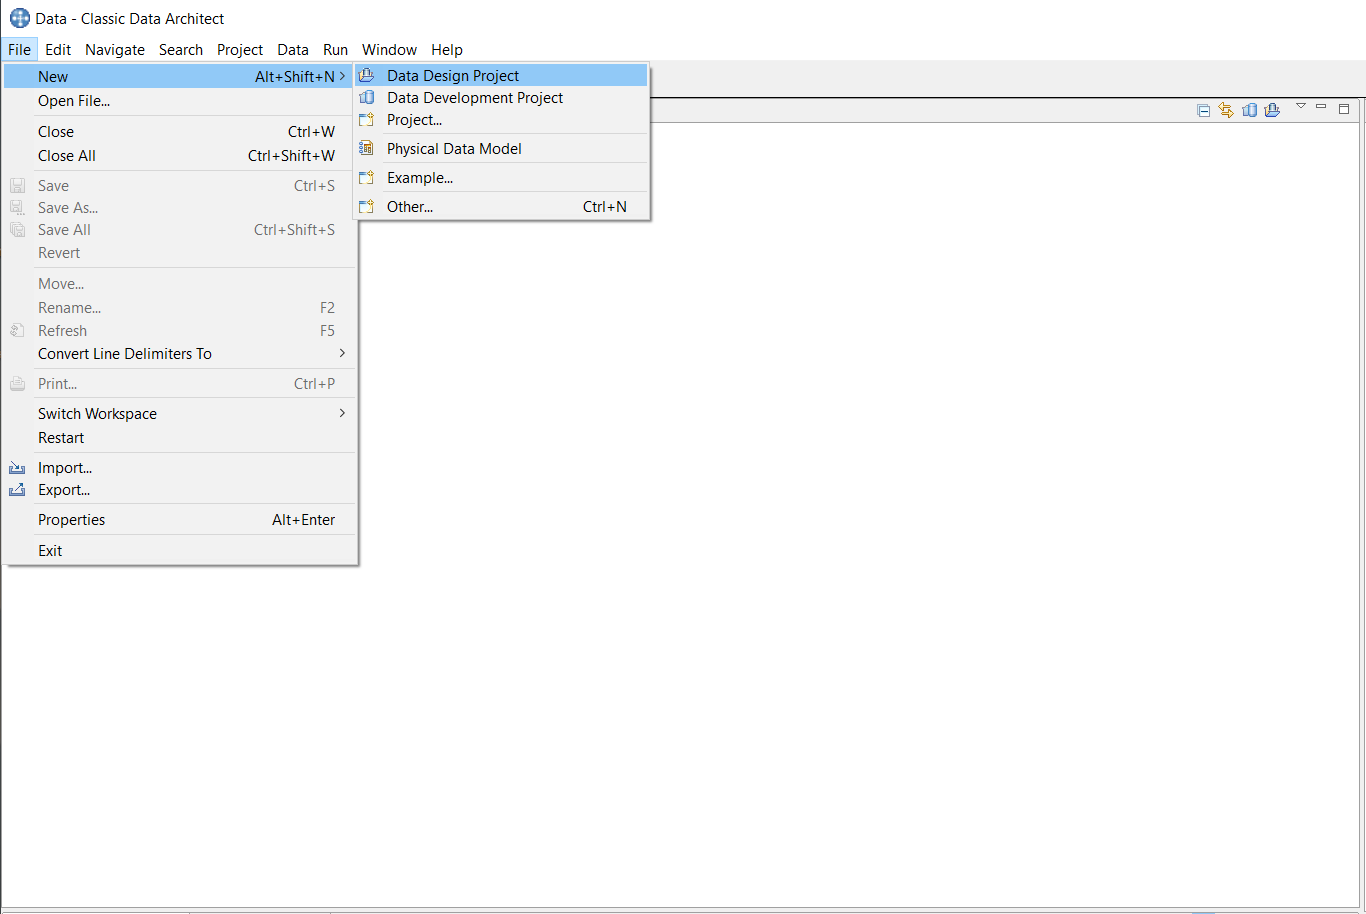 Data - Classic Data Architect
File Edit Navigate Search Project Data Run Window Help
New Alt+Shift+N
Open File...
Close Ctrl+W
Close All Ctrl+Shift+W
Save Ctrl+S
Save As...
Save All Ctrl+Shift+S
Revert
Move...
Rename... F2
Refresh F5
Convert Line Delimiters To
Print... Ctrl+P
Switch Workspace
Restart
Import...
Export...
Properties Alt+Enter
Exit
Data Design Project
Data Development Project
Project...
Physical Data Model
Example...
Other... Ctrl+N